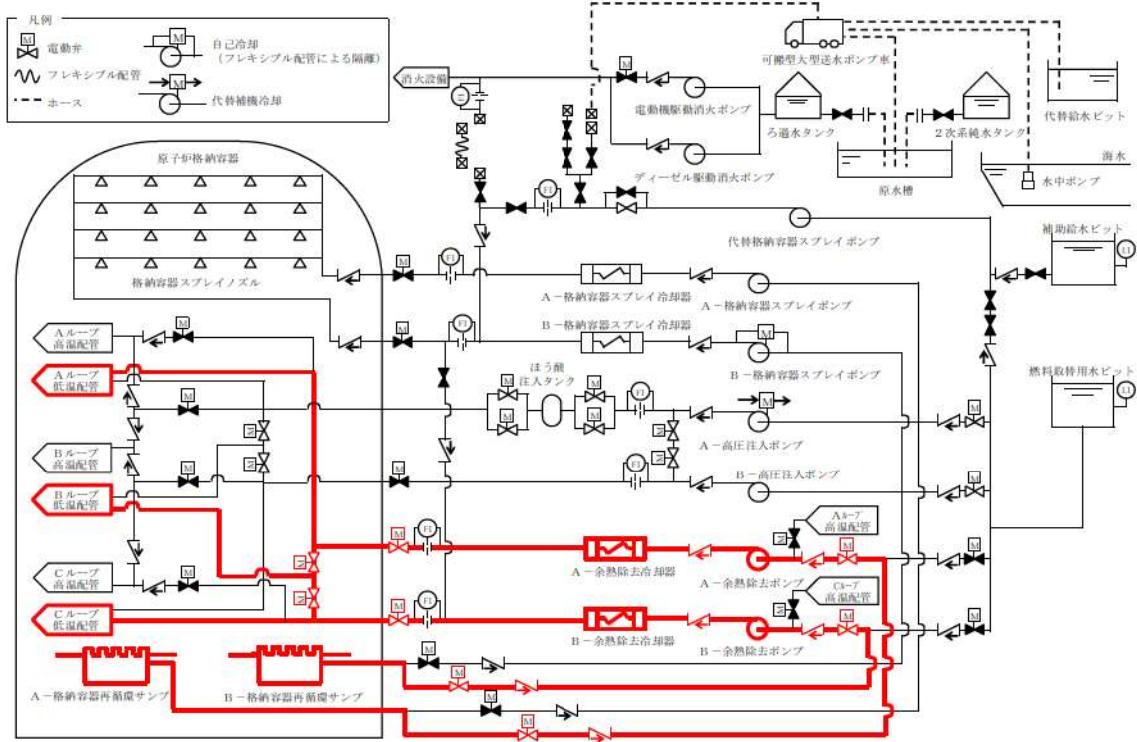 凡例
M
電動弁
フレキシブル配管
ホース
M
自己冷却
(フレキシブル配管による隔離)
M
代替補機冷却
消火設備
M
電動機駆動消火ポンプ
ディーゼル駆動消火ポンプ
可搬型大型送水ポンプ車
ろ過水タンク
2次系純水タンク
代替給水ピット
原水槽
海水
水中ポンプ
FI
代替格納容器スプレイポンプ
補助給水ピット
LI
原子炉格納容器
格納容器スプレイノズル
M
FI
A-格納容器スプレイ冷却器
A-格納容器スプレイポンプ
M
FI
B-格納容器スプレイ冷却器
M
B-格納容器スプレイポンプ
燃料取替用水ピット
LI
Aループ
高温配管
M
Aループ
低温配管
M
ほう酸
注入タンク
M
M
M
M
FI
M
A-高圧注入ポンプ
M
M
M
Bループ
高温配管
M
M
M
FI
M
B-高圧注入ポンプ
M
Bループ
低温配管
M
FI
A-余熱除去冷却器
A-余熱除去ポンプ
Aループ
高温配管
M
M
M
M
Cループ
高温配管
M
M
Cループ
低温配管
M
FI
B-余熱除去冷却器
B-余熱除去ポンプ
Cループ
高温配管
M
M
M
A-格納容器再循環サンプ
B-格納容器再循環サンプ
M
M
M
M